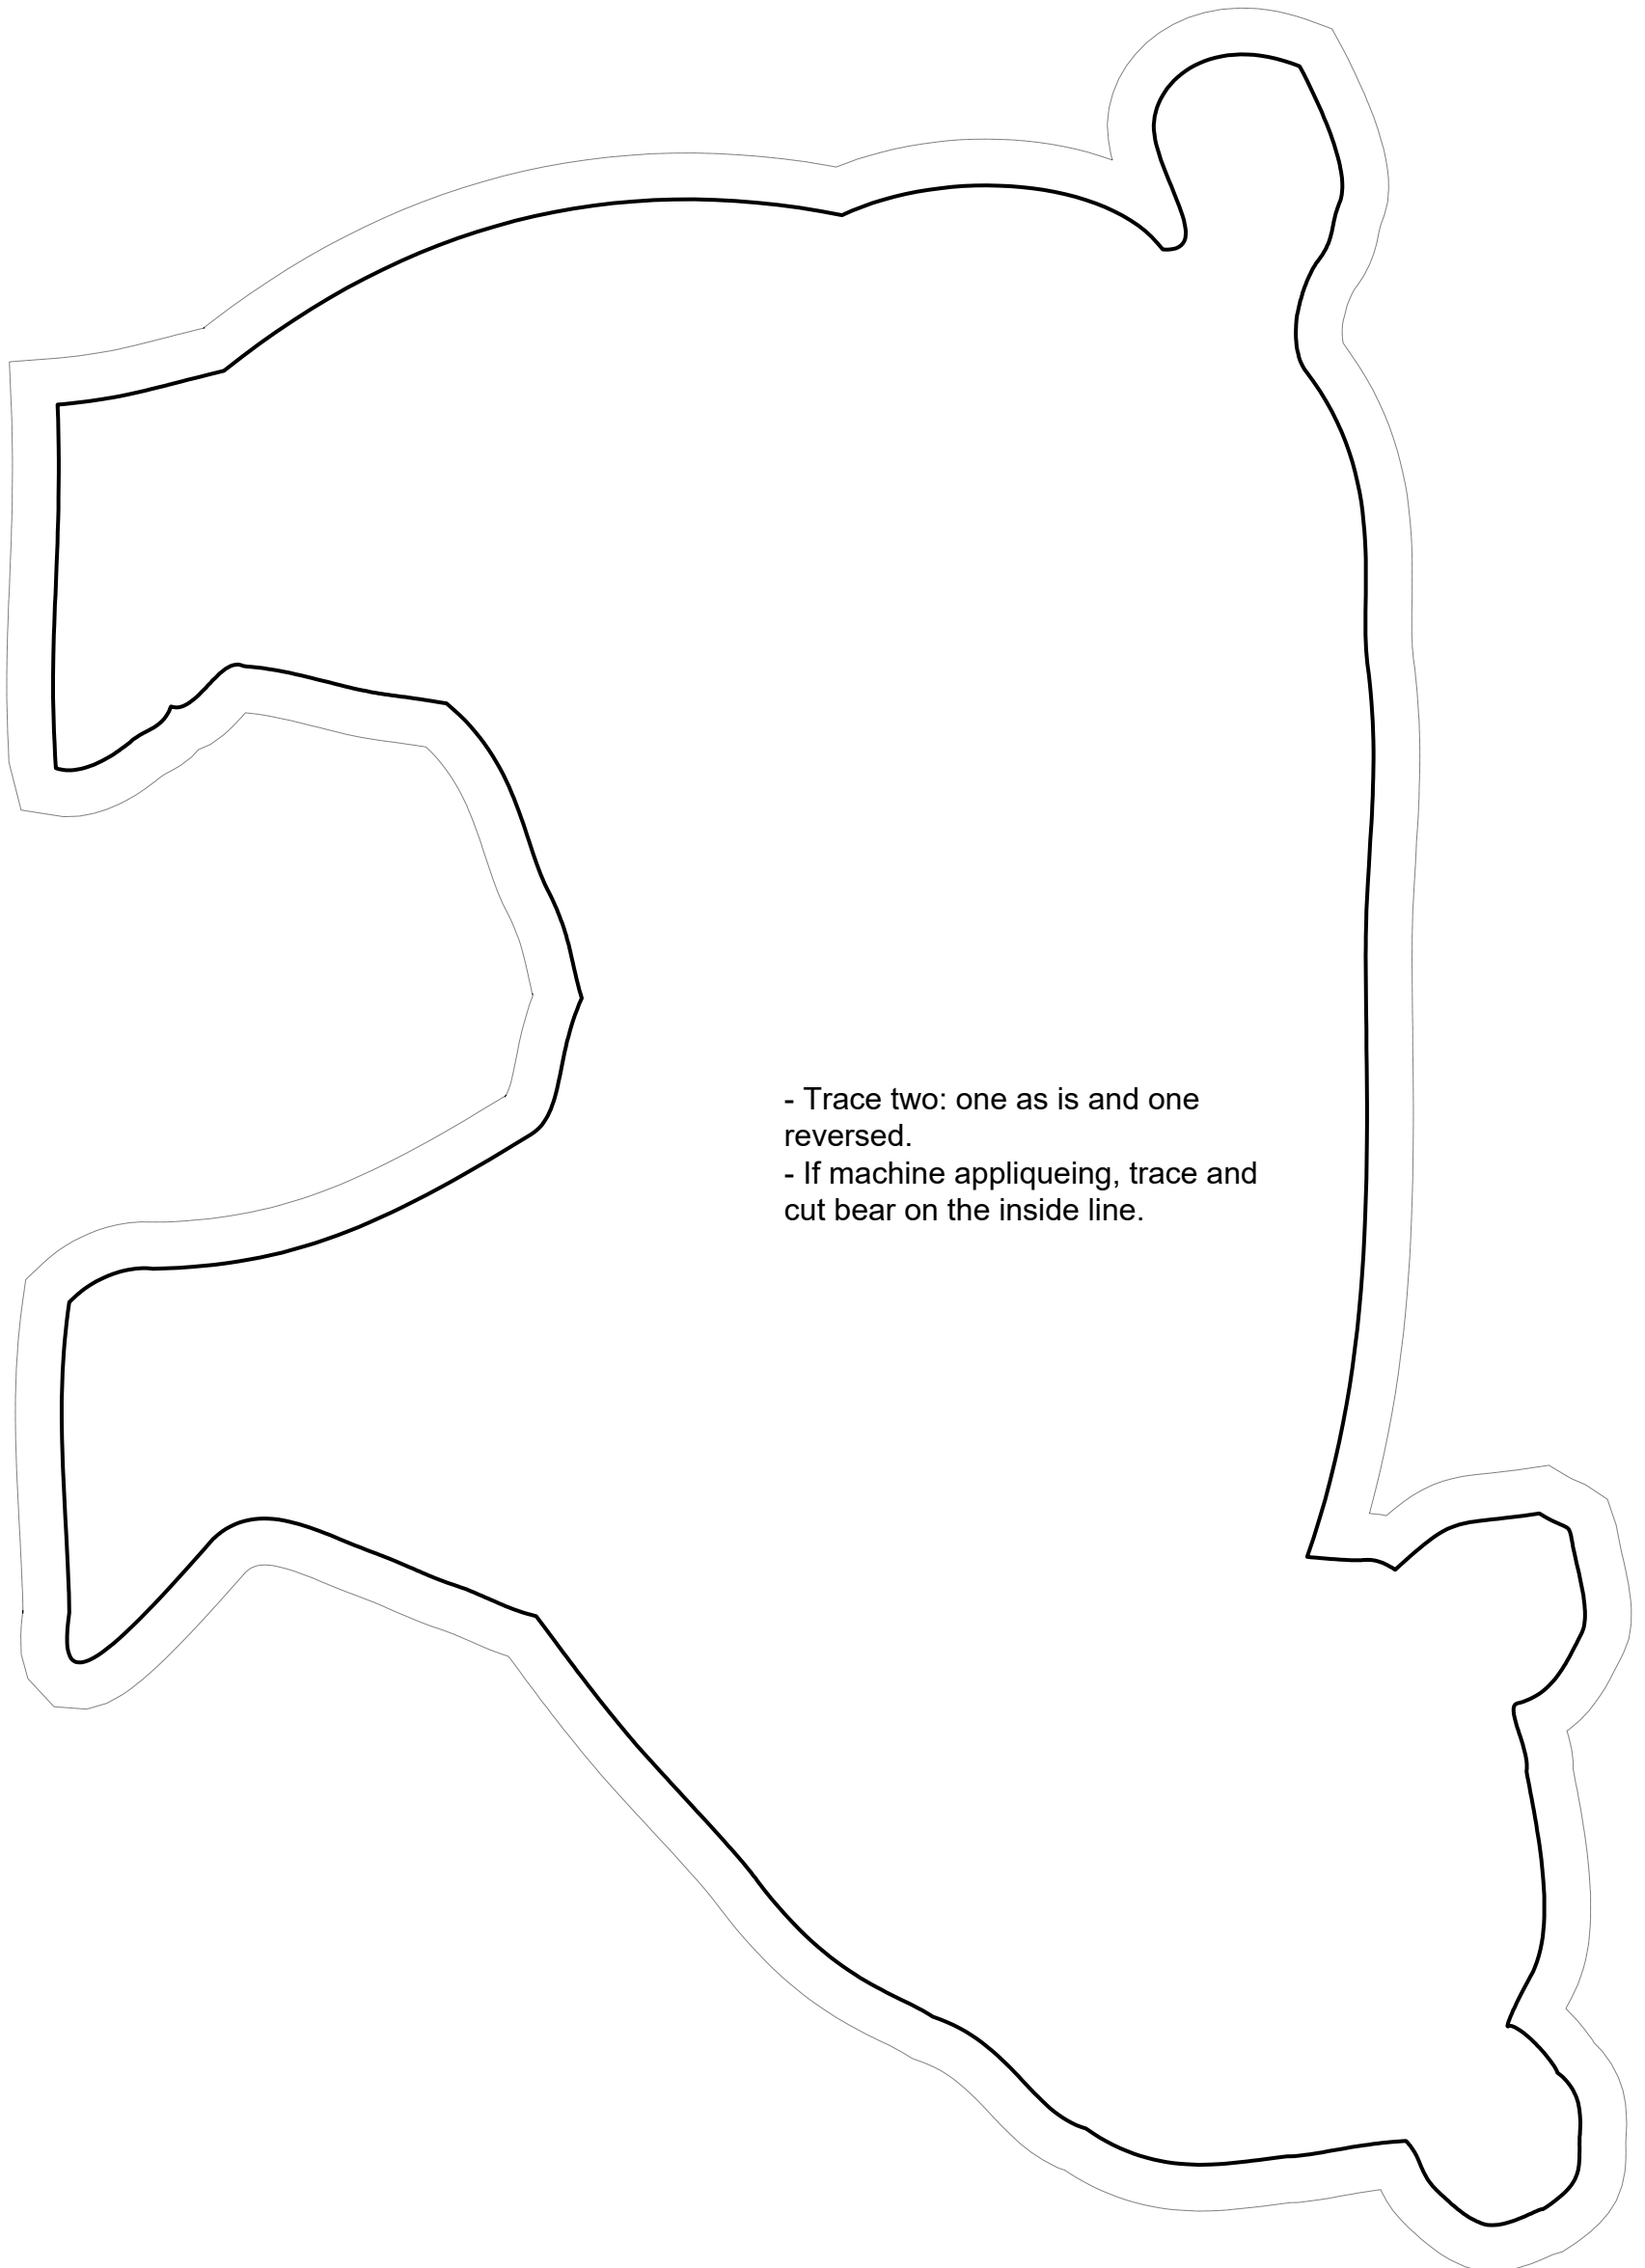 - Trace two: one as is and one
reversed.
- If machine appliqueing, trace and
cut bear on the inside line.